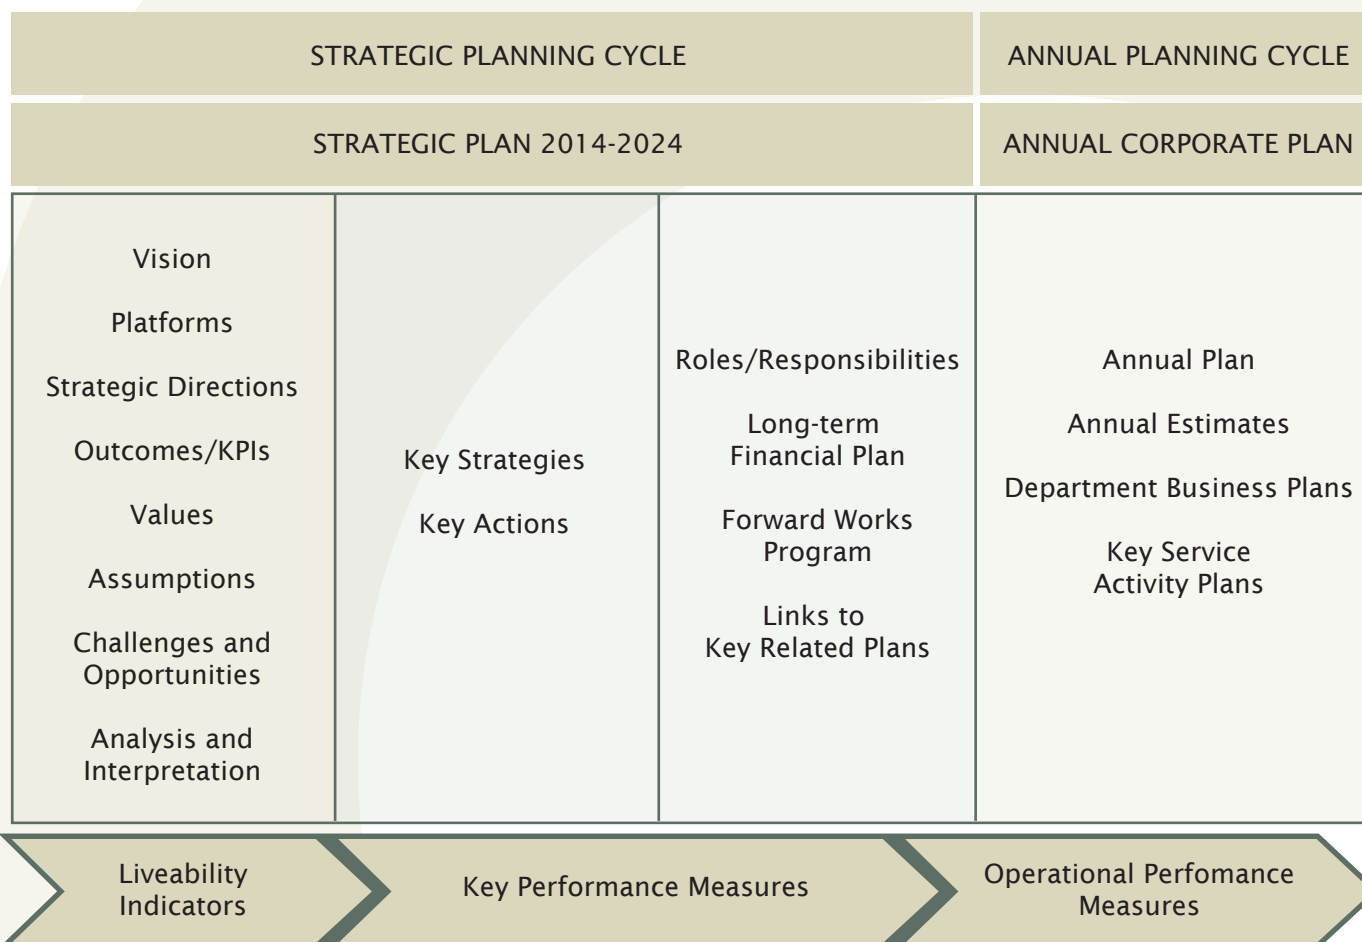 STRATEGIC PLANNING CYCLE
ANNUAL PLANNING CYCLE
STRATEGIC PLAN 2014-2024
ANNUAL CORPORATE PLAN
Vision
Platforms
Strategic Directions
Outcomes/KPIs
Values
Assumptions
Challenges and
Opportunities
Analysis and
Interpretation
Key Strategies
Key Actions
Roles/Responsibilities
Long-term
Financial Plan
Forward Works
Program
Links to
Key Related Plans
Annual Plan
Annual Estimates
Department Business Plans
Key Service
Activity Plans
Liveability
Indicators
Key Performance Measures
Operational Perfomance
Measures